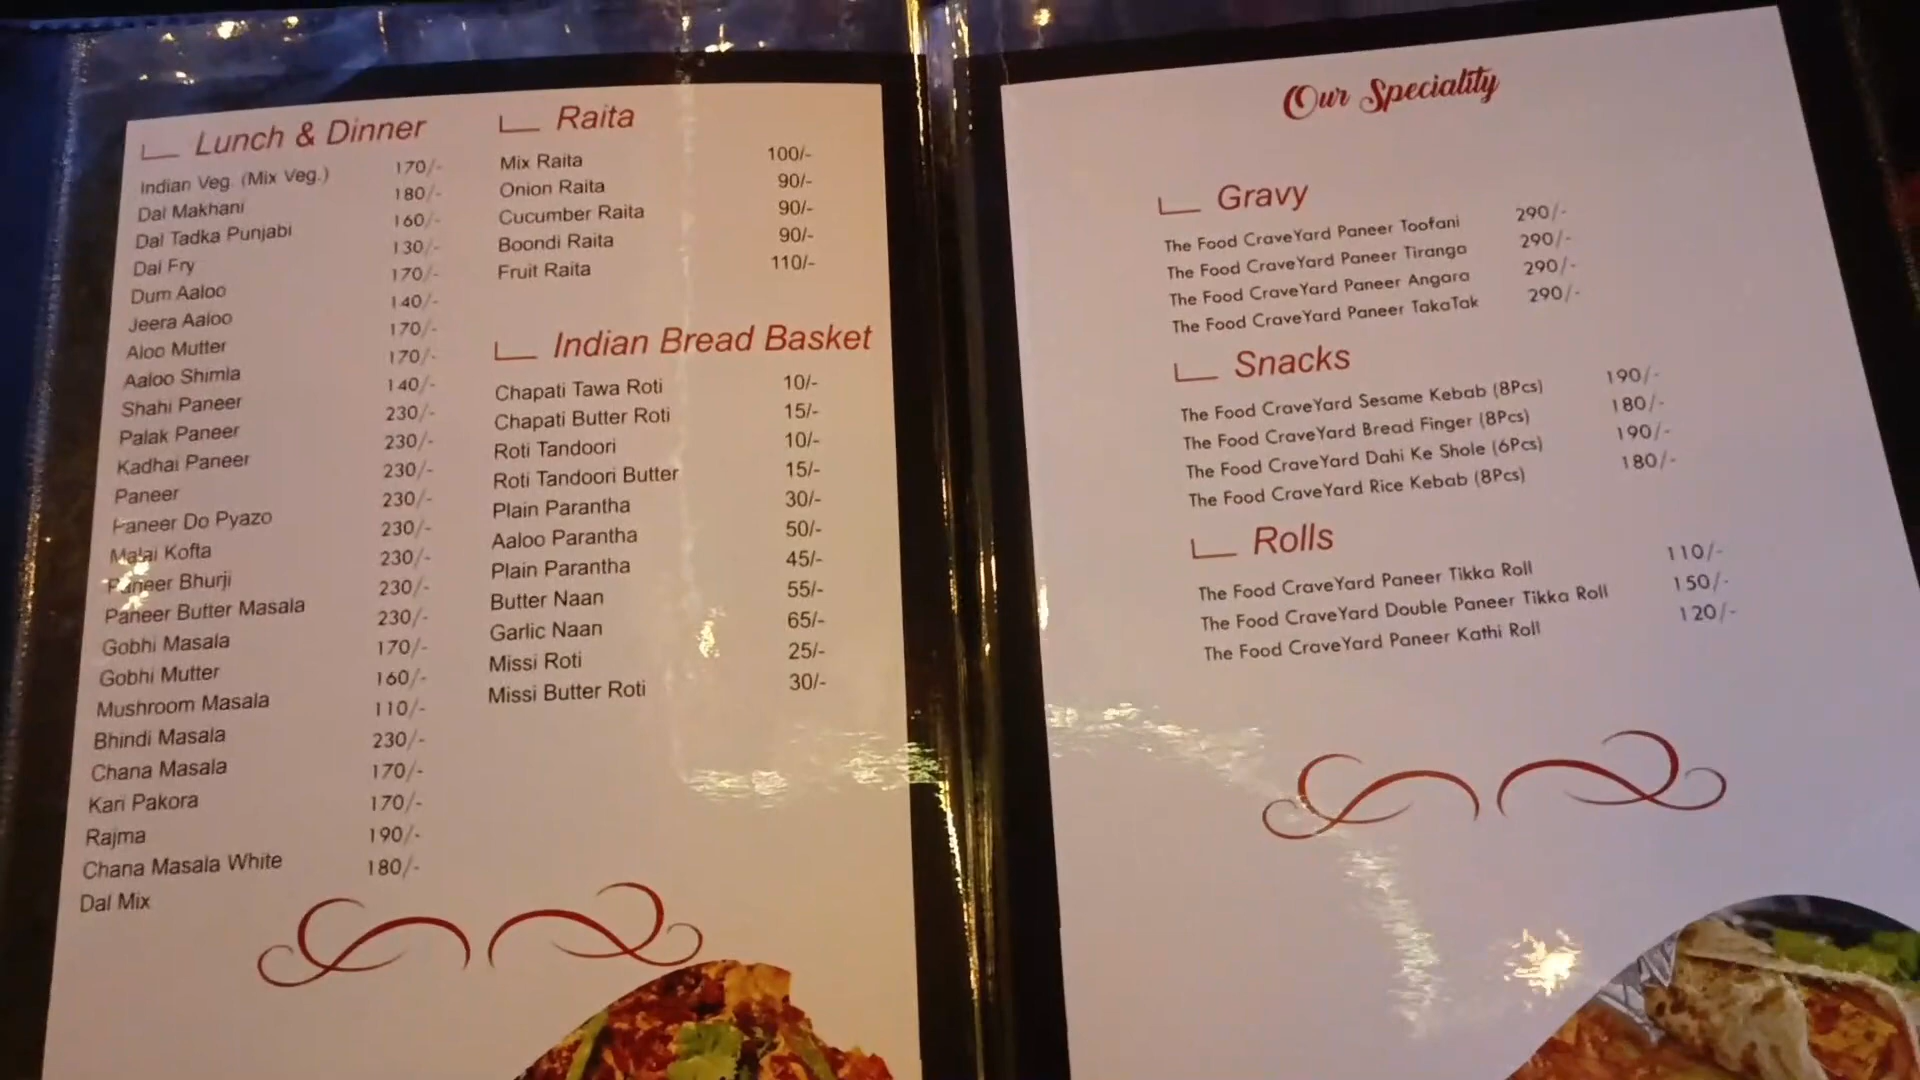 Lunch & Dinner
Indian Veg. (Mix Veg.) 170/-
Dal Makhani 180/-
Dal Tadka Punjabi 160/-
Dal Fry 130/-
Dum Aaloo 170/-
Jeera Aaloo 140/-
Aloo Mutter 170/-
Aaloo Shimla 170/-
Shahi Paneer 140/-
Palak Paneer 230/-
Kadhai Paneer 230/-
Paneer 230/-
Paneer Do Pyazo 230/-
Malai Kofta 230/-
Paneer Bhurji 230/-
Paneer Butter Masala 230/-
Gobhi Masala 230/-
Gobhi Mutter 170/-
Mushroom Masala 160/-
Bhindi Masala 110/-
Chana Masala 230/-
Kari Pakora 170/-
Rajma 170/-
Chana Masala White 190/-
Dal Mix 180/-
Raita
Mix Raita 100/-
Onion Raita 90/-
Cucumber Raita 90/-
Boondi Raita 90/-
Fruit Raita 110/-
Indian Bread Basket
Chapati Tawa Roti 10/-
Chapati Butter Roti 15/-
Roti Tandoori 10/-
Roti Tandoori Butter 15/-
Plain Parantha 30/-
Aaloo Parantha 50/-
Plain Parantha 45/-
Butter Naan 55/-
Garlic Naan 65/-
Missi Roti 25/-
Missi Butter Roti 30/-
Our Speciality
Gravy
The Food CraveYard Paneer Toofani 290/-
The Food CraveYard Paneer Tiranga 290/-
The Food CraveYard Paneer Angara 290/-
The Food CraveYard Paneer TakaTak 290/-
Snacks
The Food CraveYard Sesame Kebab (8Pcs) 190/-
The Food CraveYard Bread Finger (8Pcs) 180/-
The Food CraveYard Dahi Ke Shole (6Pcs) 190/-
The Food CraveYard Rice Kebab (8Pcs) 180/-
Rolls
The Food CraveYard Paneer Tikka Roll 110/-
The Food CraveYard Double Paneer Tikka Roll 150/-
The Food CraveYard Paneer Kathi Roll 120/-